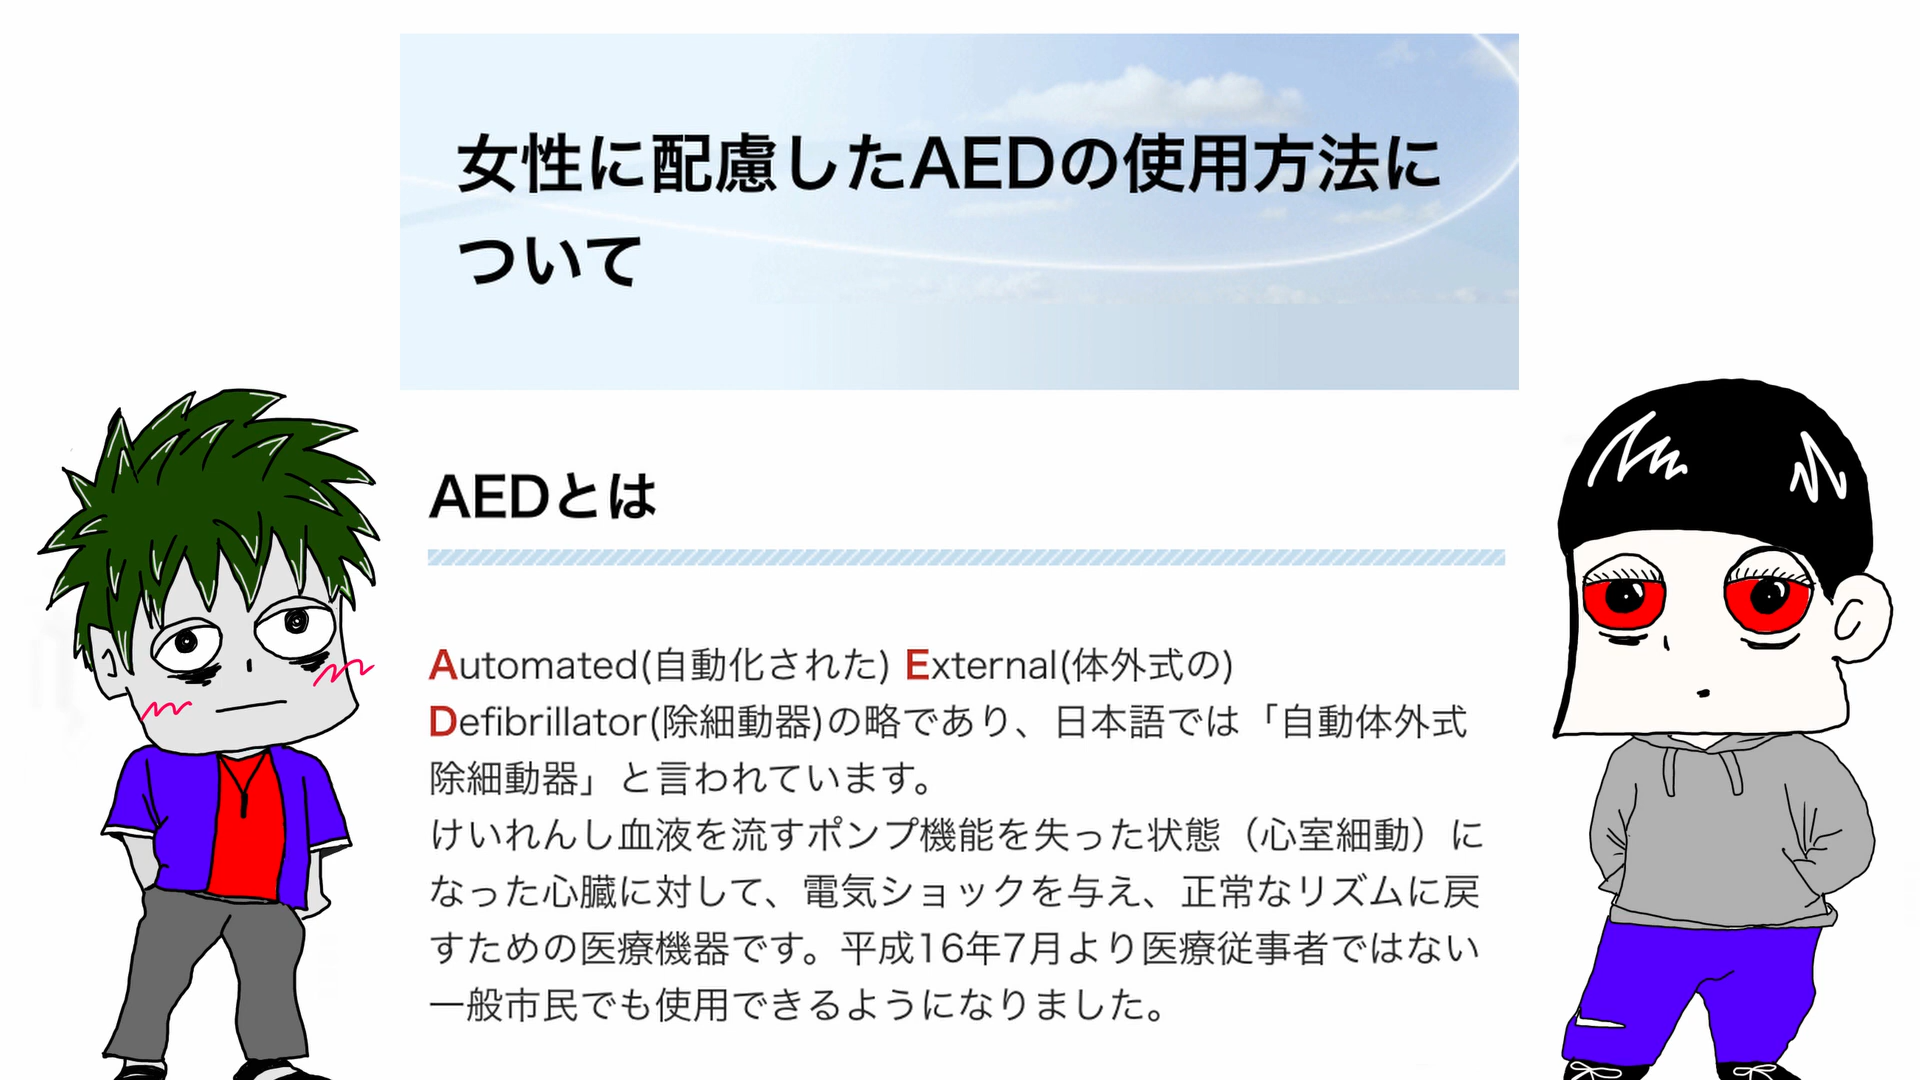 女性に配慮したAEDの使用方法に
ついて
AEDとは
Automated(自動化された) External(体外式の)
Defibrillator(除細動器)の略であり、日本語では「自動体外式
除細動器」と言われています。
けいれんし血液を流すポンプ機能を失った状態（心室細動）に
なった心臓に対して、電気ショックを与え、正常なリズムに戻
すための医療機器です。平成16年7月より医療従事者ではない
一般市民でも使用できるようになりました。